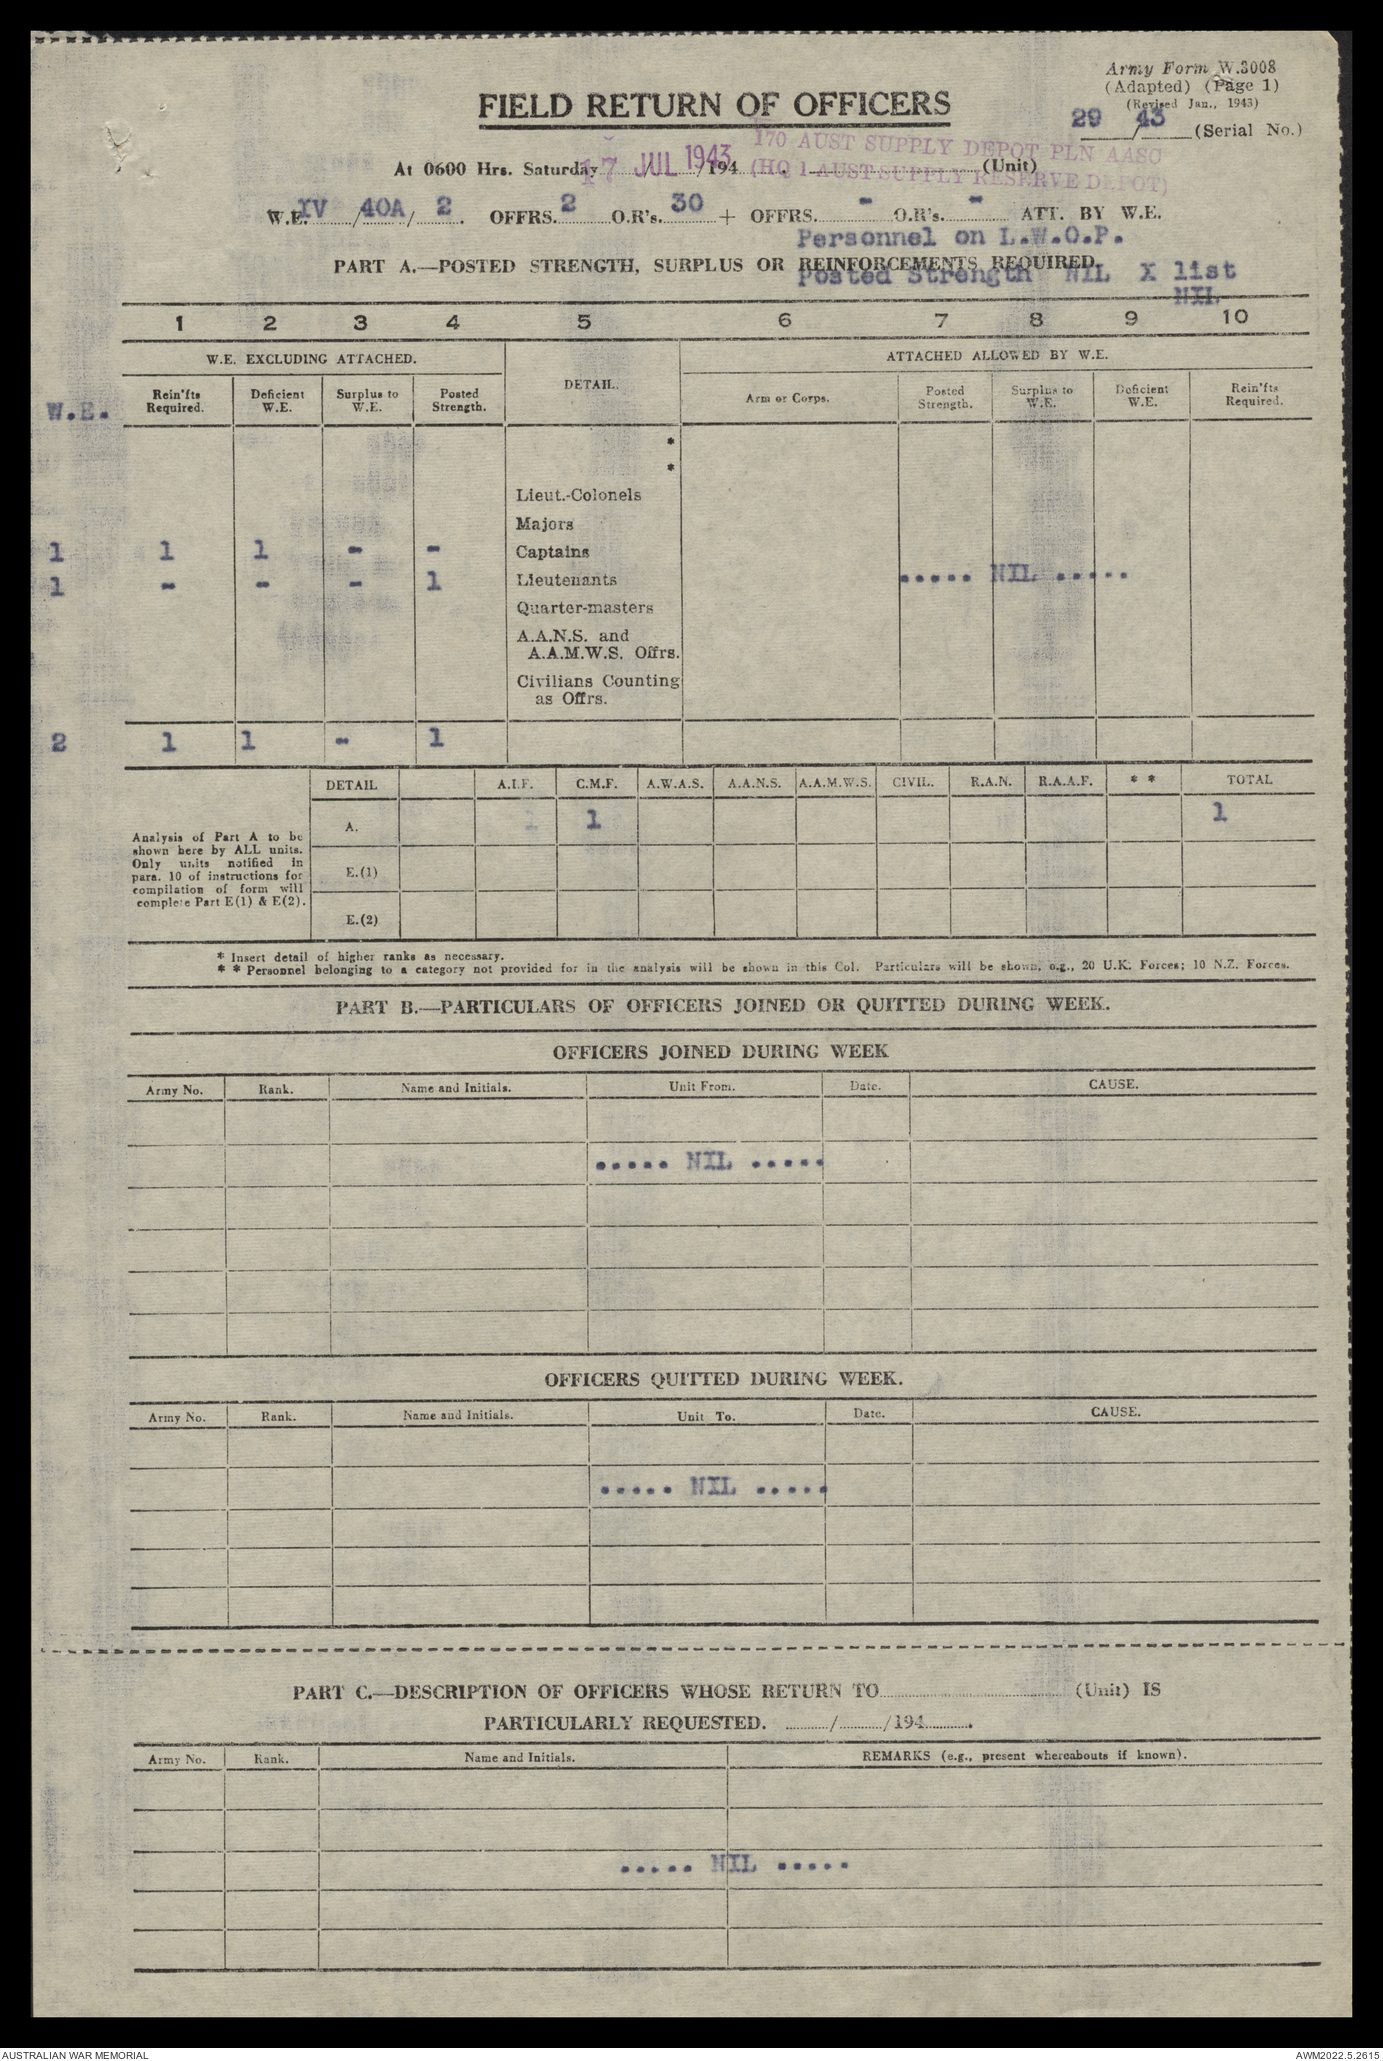 Army Form W.3008
(Adapted) (Page 1)
(Revised Jan., 1943)
FIELD RETURN OF OFFICERS
29 / 43 (Serial No.)
170 AUST SUPPLY DEPOT PLN AASC
At 0600 Hrs. Saturday 17 JUL 1943 /194 (HQ 1 AUST SUPPLY RESERVE DEPOT) (Unit)
W.E. IV / 40A / 2 . OFFRS. 2 O.R's. 30 + OFFRS. - O.R's. - ATT. BY W.E.
Personnel on L.W.O.P.
PART A.—POSTED STRENGTH, SURPLUS OR REINFORCEMENTS REQUIRED.
Posted Strength NIL X list
NIL
1 2 3 4 5 6 7 8 9 10
W.E. EXCLUDING ATTACHED. DETAIL. ATTACHED ALLOWED BY W.E.
W.E. Rein'fts Required. Deficient W.E. Surplus to W.E. Posted Strength. Arm or Corps. Posted Strength. Surplus to W.E. Deficient W.E. Rein'fts Required.
*
*
Lieut.-Colonels
Majors
1 1 1 - - Captains
1 - - - 1 Lieutenants ..... NIL .....
Quarter-masters
A.A.N.S. and
A.A.M.W.S. Offrs.
Civilians Counting
as Offrs.
2 1 1 - 1
DETAIL A.I.F. C.M.F. A.W.A.S. A.A.N.S. A.A.M.W.S. CIVIL. R.A.N. R.A.A.F. * * TOTAL
A. 1 1
Analysis of Part A to be
shown here by ALL units.
Only units notified in
para. 10 of instructions for
compilation of form will
complete Part E(1) & E(2).
E.(1)
E.(2)
* Insert detail of higher ranks as necessary.
* * Personnel belonging to a category not provided for in the analysis will be shown in this Col. Particulars will be shown, e.g., 20 U.K. Forces; 10 N.Z. Forces.
PART B.—PARTICULARS OF OFFICERS JOINED OR QUITTED DURING WEEK.
OFFICERS JOINED DURING WEEK
Army No. Rank. Name and Initials. Unit From. Date. CAUSE.
..... NIL .....
OFFICERS QUITTED DURING WEEK.
Army No. Rank. Name and Initials. Unit To. Date. CAUSE.
..... NIL .....
PART C.—DESCRIPTION OF OFFICERS WHOSE RETURN TO (Unit) IS
PARTICULARLY REQUESTED. / /194 .
Army No. Rank. Name and Initials. REMARKS (e.g., present whereabouts if known).
..... NIL .....
AUSTRALIAN WAR MEMORIAL
AWM2022.5.2615